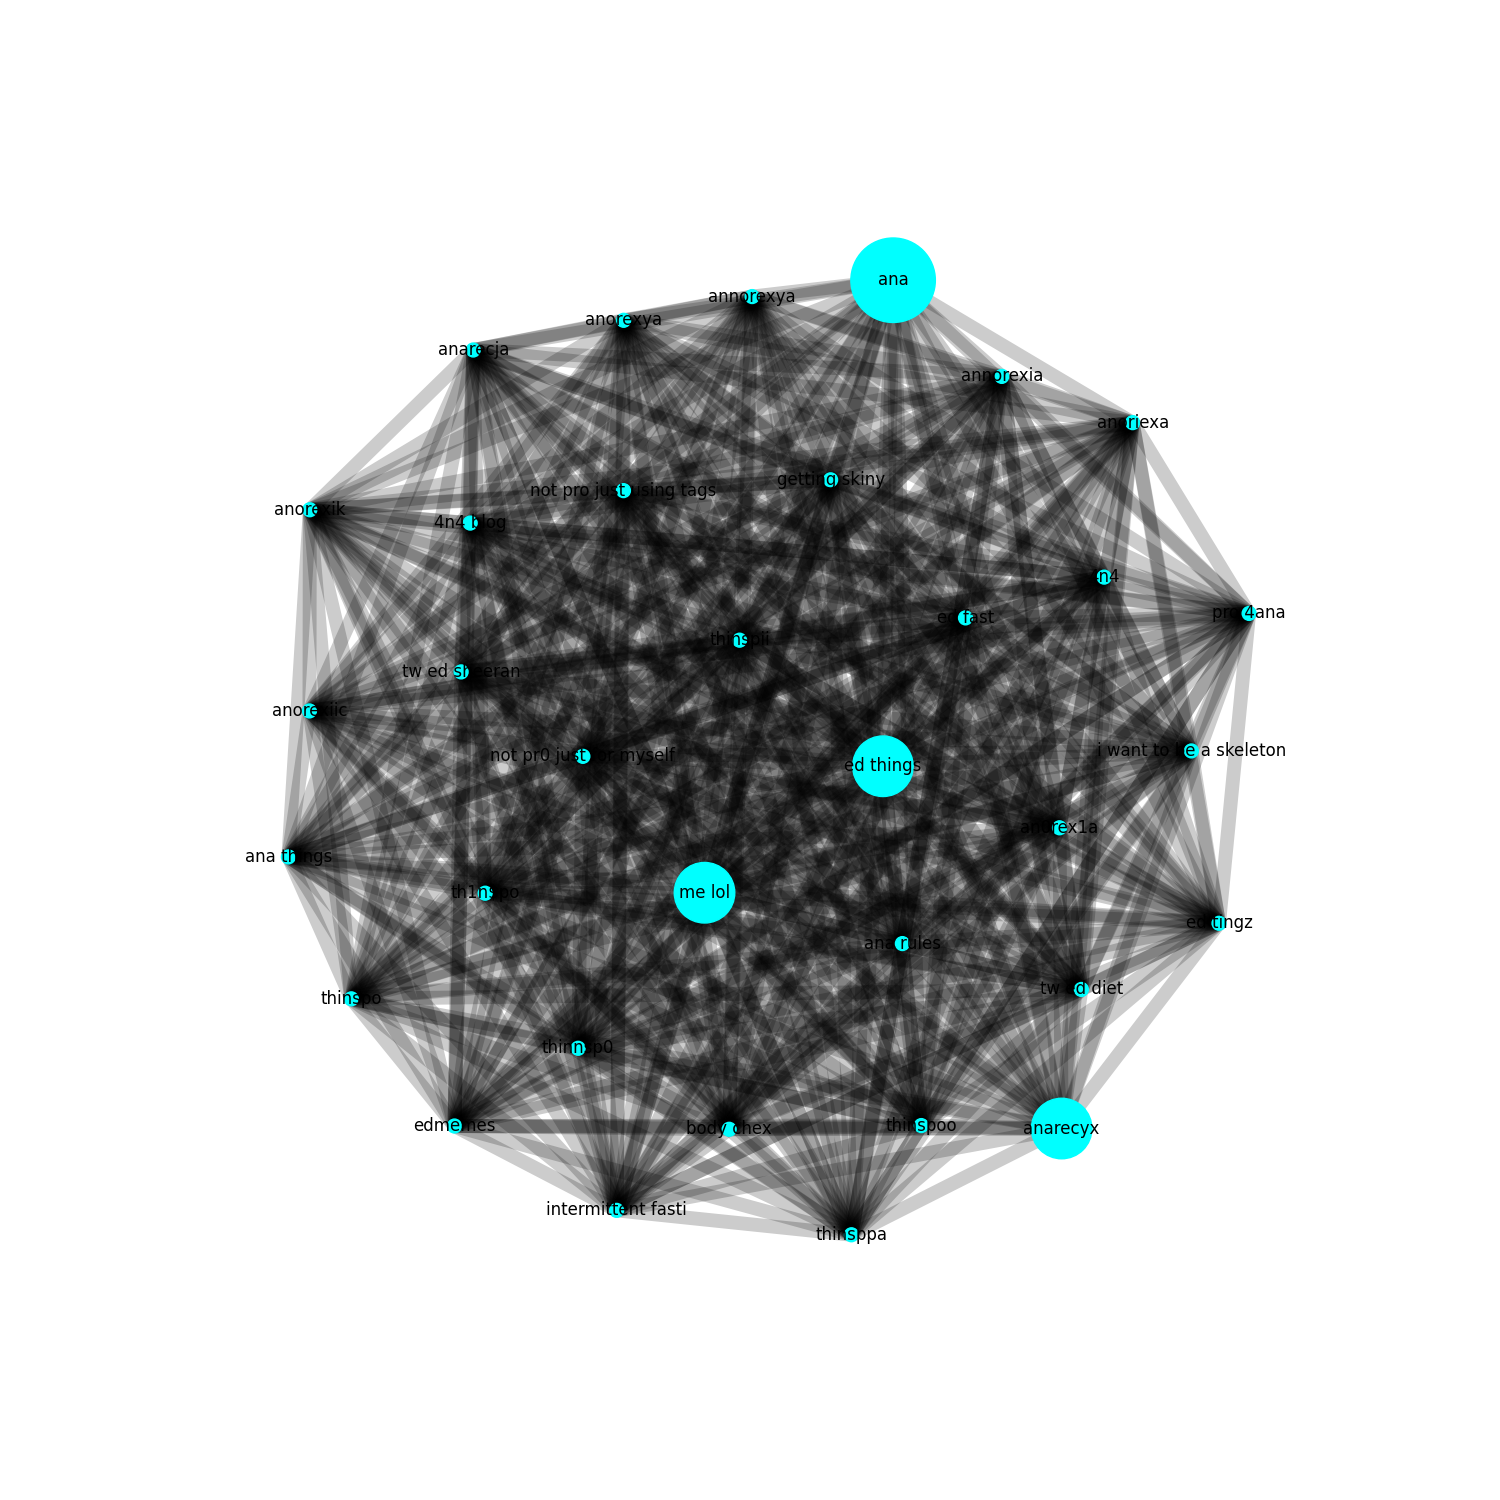 ana
annorexya
anorexya
anarecja
annorexia
anoriexa
getting skiny
not pro just using tags
anorexik
4n4 blog
4n4
pro 4ana
ed fast
thinspii
tw ed sheeran
anorexiic
i want to be a skeleton
not pr0 just for myself
ed things
anorex1a
ana things
th1nspo
me lol
ed tingz
ana rules
tw ed diet
thinspo
thinnsp0
edmemes
body chex
thinspoo
anarecyx
intermittent fasti
thinsppa